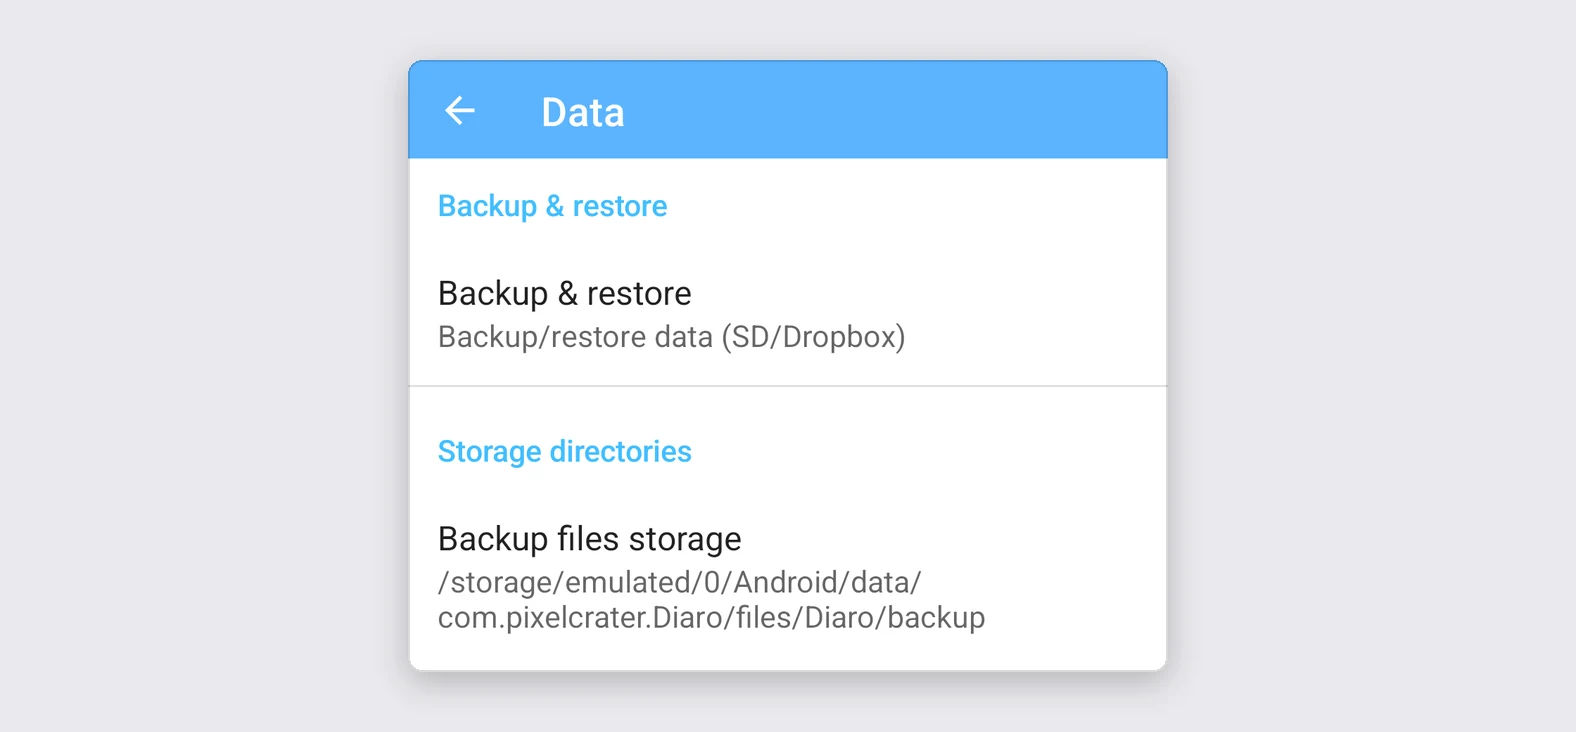 Data
Backup & restore
Backup & restore
Backup/restore data (SD/Dropbox)
Storage directories
Backup files storage
/storage/emulated/0/Android/data/
com.pixelcrater.Diaro/files/Diaro/backup